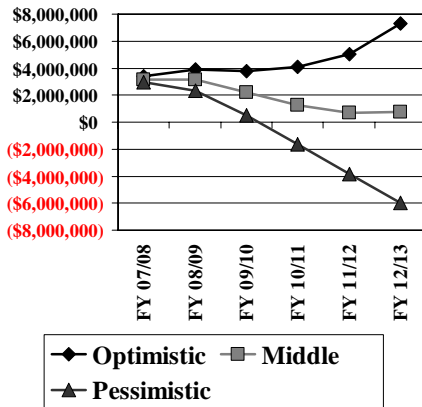 $8,000,000
$6,000,000
$4,000,000
$2,000,000
$0
($2,000,000)
($4,000,000)
($6,000,000)
($8,000,000)
FY 07/08
FY 08/09
FY 09/10
FY 10/11
FY 11/12
FY 12/13
Optimistic Middle
Pessimistic